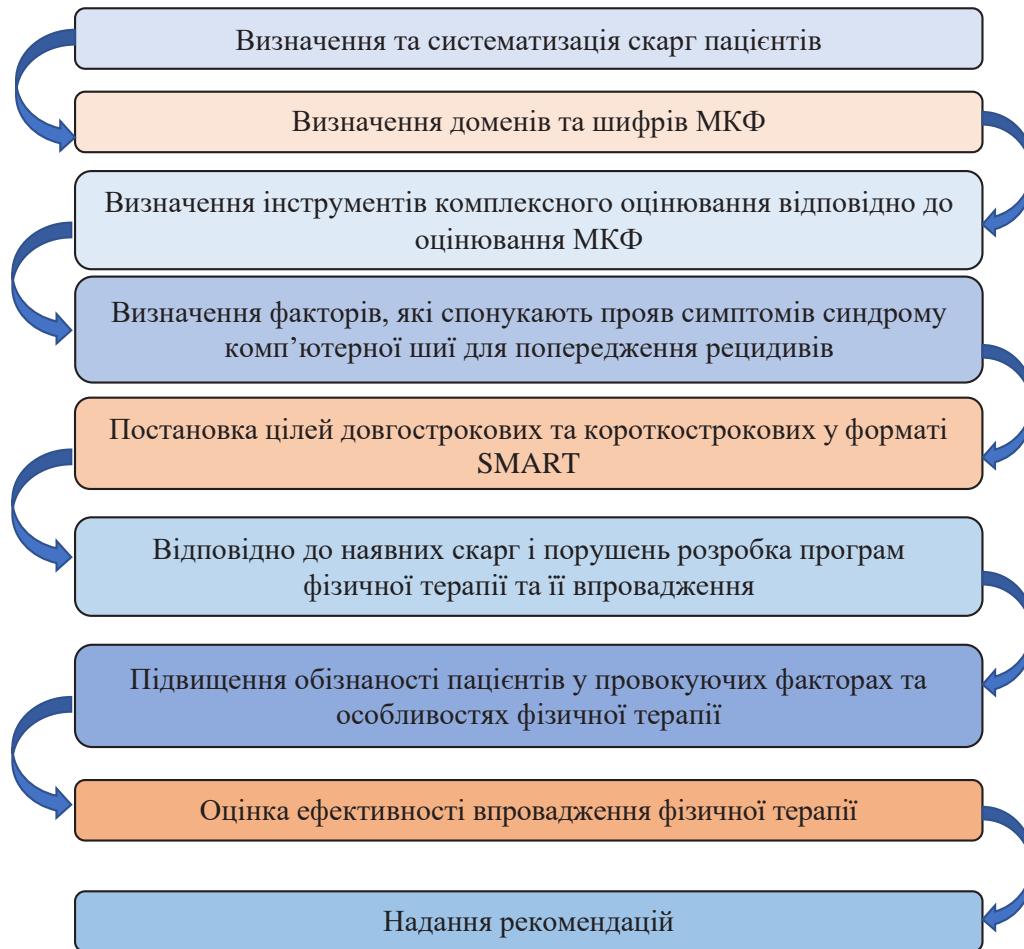 Визначення та систематизація скарг пацієнтів
Визначення доменів та шифрів МКФ
Визначення інструментів комплексного оцінювання відповідно до
оцінювання МКФ
Визначення факторів, які спонукають прояв симптомів синдрому
комп’ютерної шиї для попередження рецидивів
Постановка цілей довгострокових та короткострокових у форматі
SMART
Відповідно до наявних скарг і порушень розробка програм
фізичної терапії та її впровадження
Підвищення обізнаності пацієнтів у провокуючих факторах та
особливостях фізичної терапії
Оцінка ефективності впровадження фізичної терапії
Надання рекомендацій